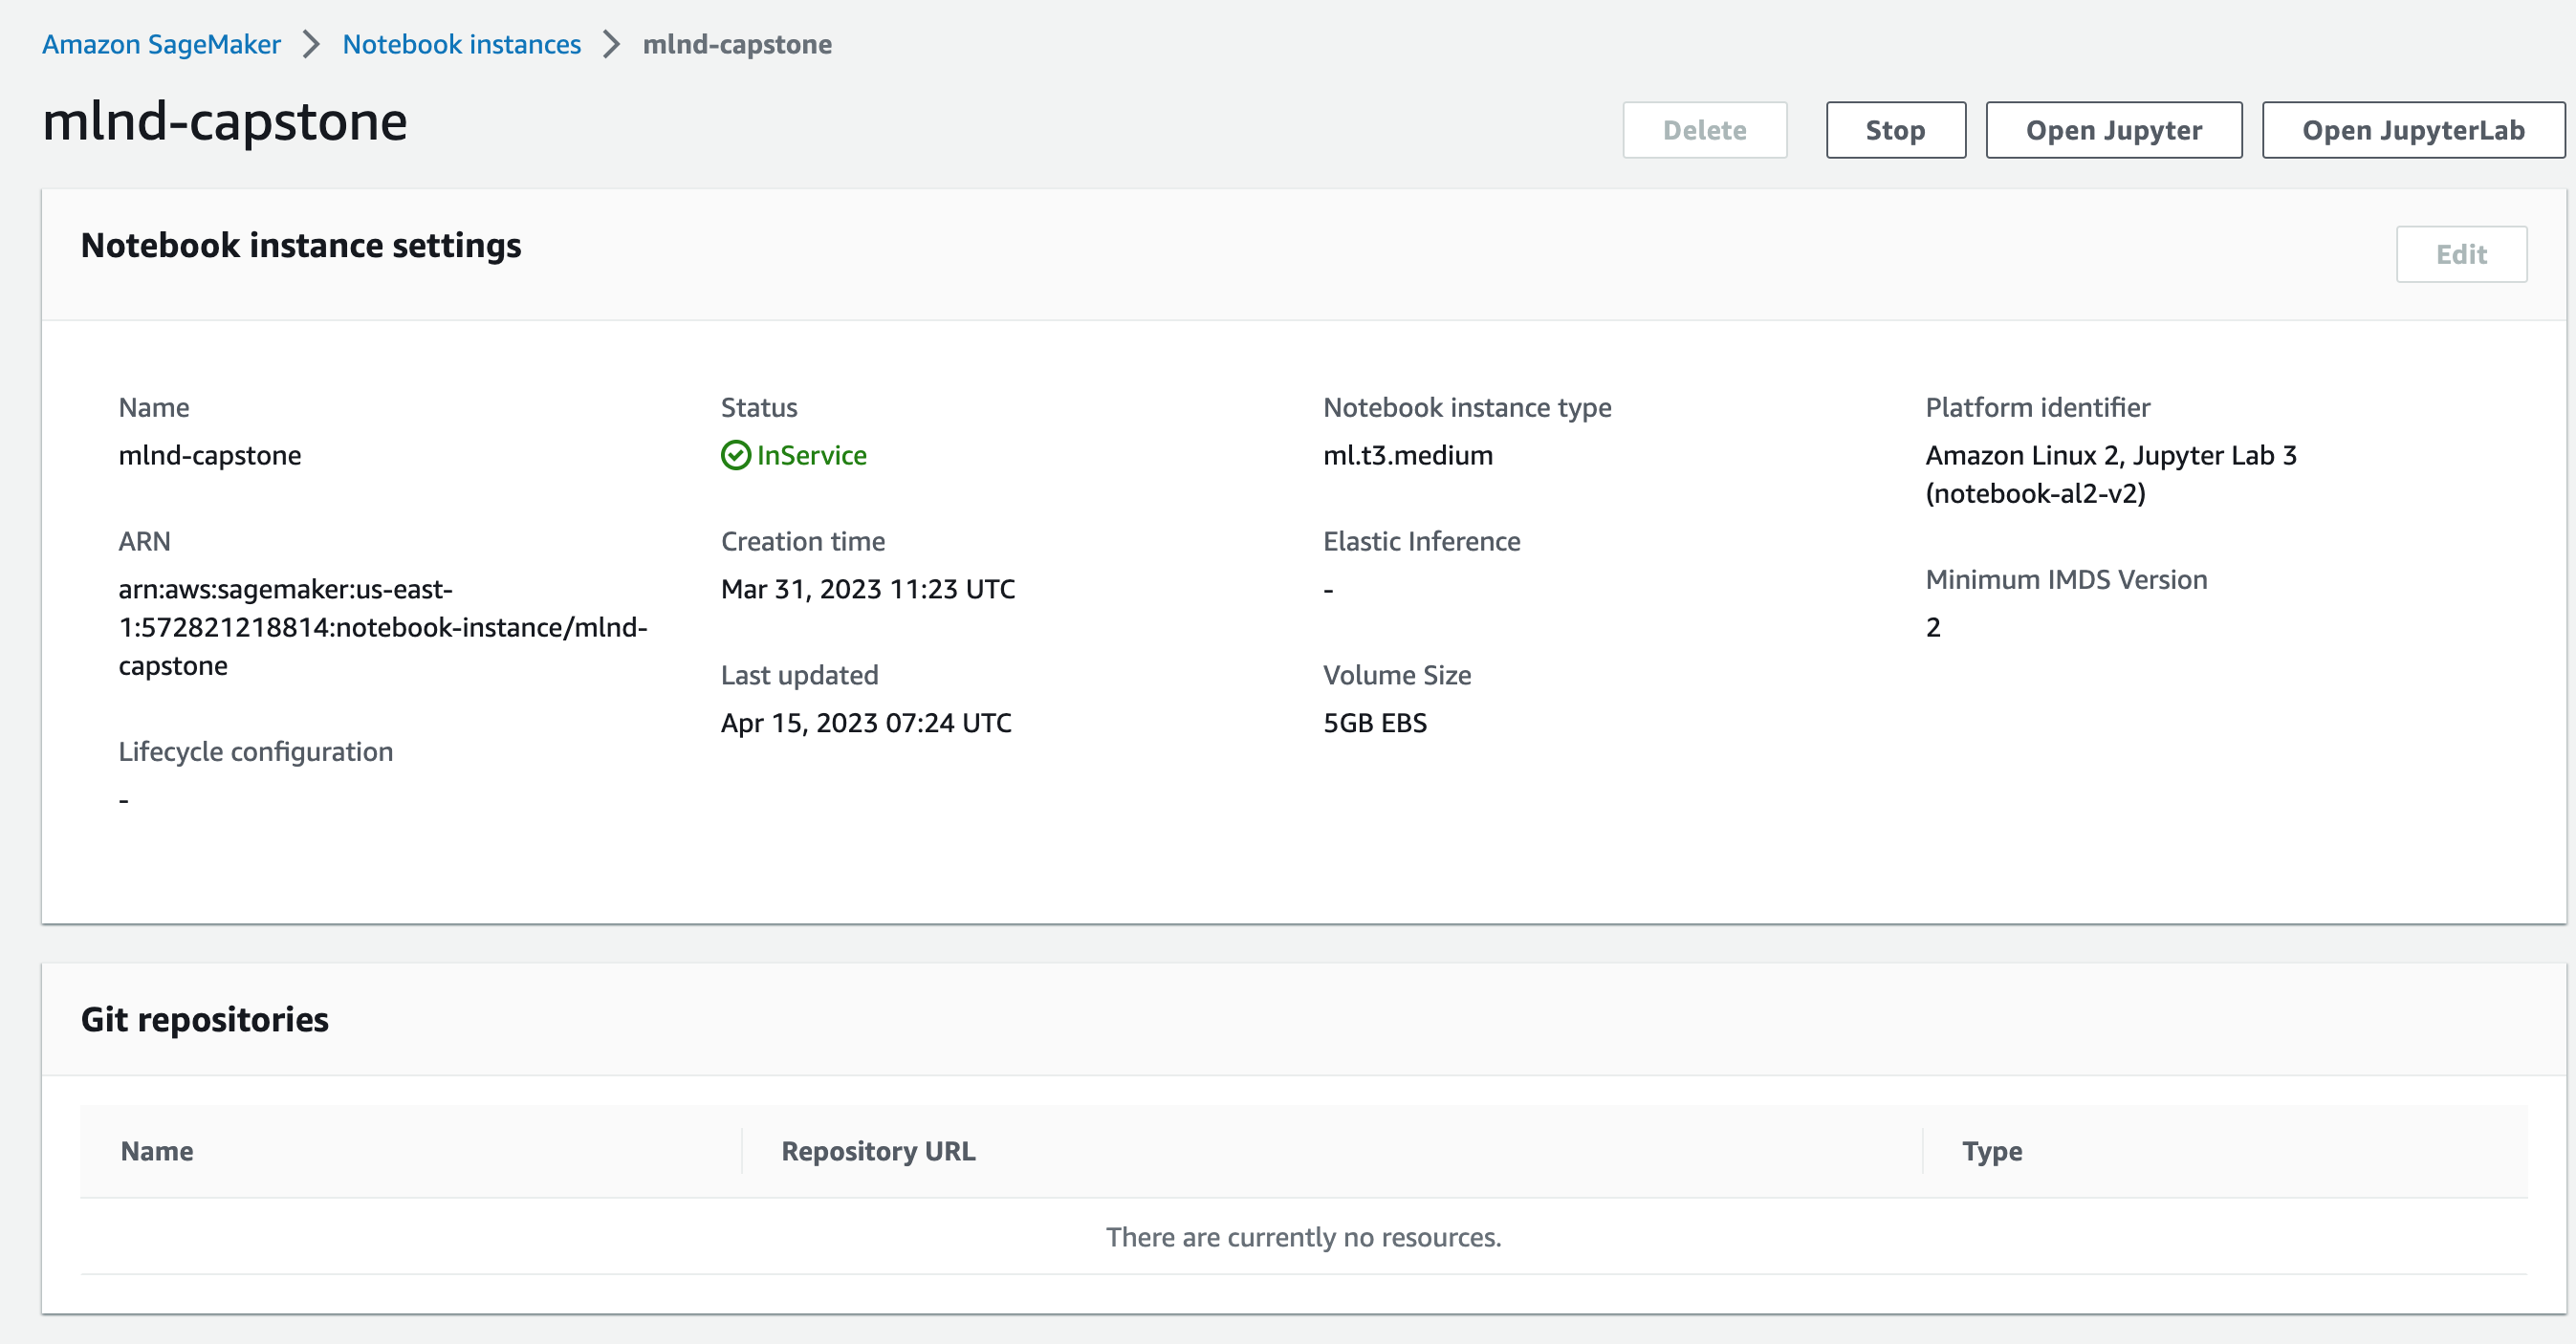 Amazon SageMaker > Notebook instances > mlnd-capstone
mlnd-capstone
Delete
Stop
Open Jupyter
Open JupyterLab
Notebook instance settings
Edit
Name
mlnd-capstone
ARN
arn:aws:sagemaker:us-east-
1:572821218814:notebook-instance/mlnd-
capstone
Lifecycle configuration
-
Status
InService
Creation time
Mar 31, 2023 11:23 UTC
Last updated
Apr 15, 2023 07:24 UTC
Notebook instance type
ml.t3.medium
Elastic Inference
-
Volume Size
5GB EBS
Platform identifier
Amazon Linux 2, Jupyter Lab 3
(notebook-al2-v2)
Minimum IMDS Version
2
Git repositories
Name
Repository URL
Type
There are currently no resources.